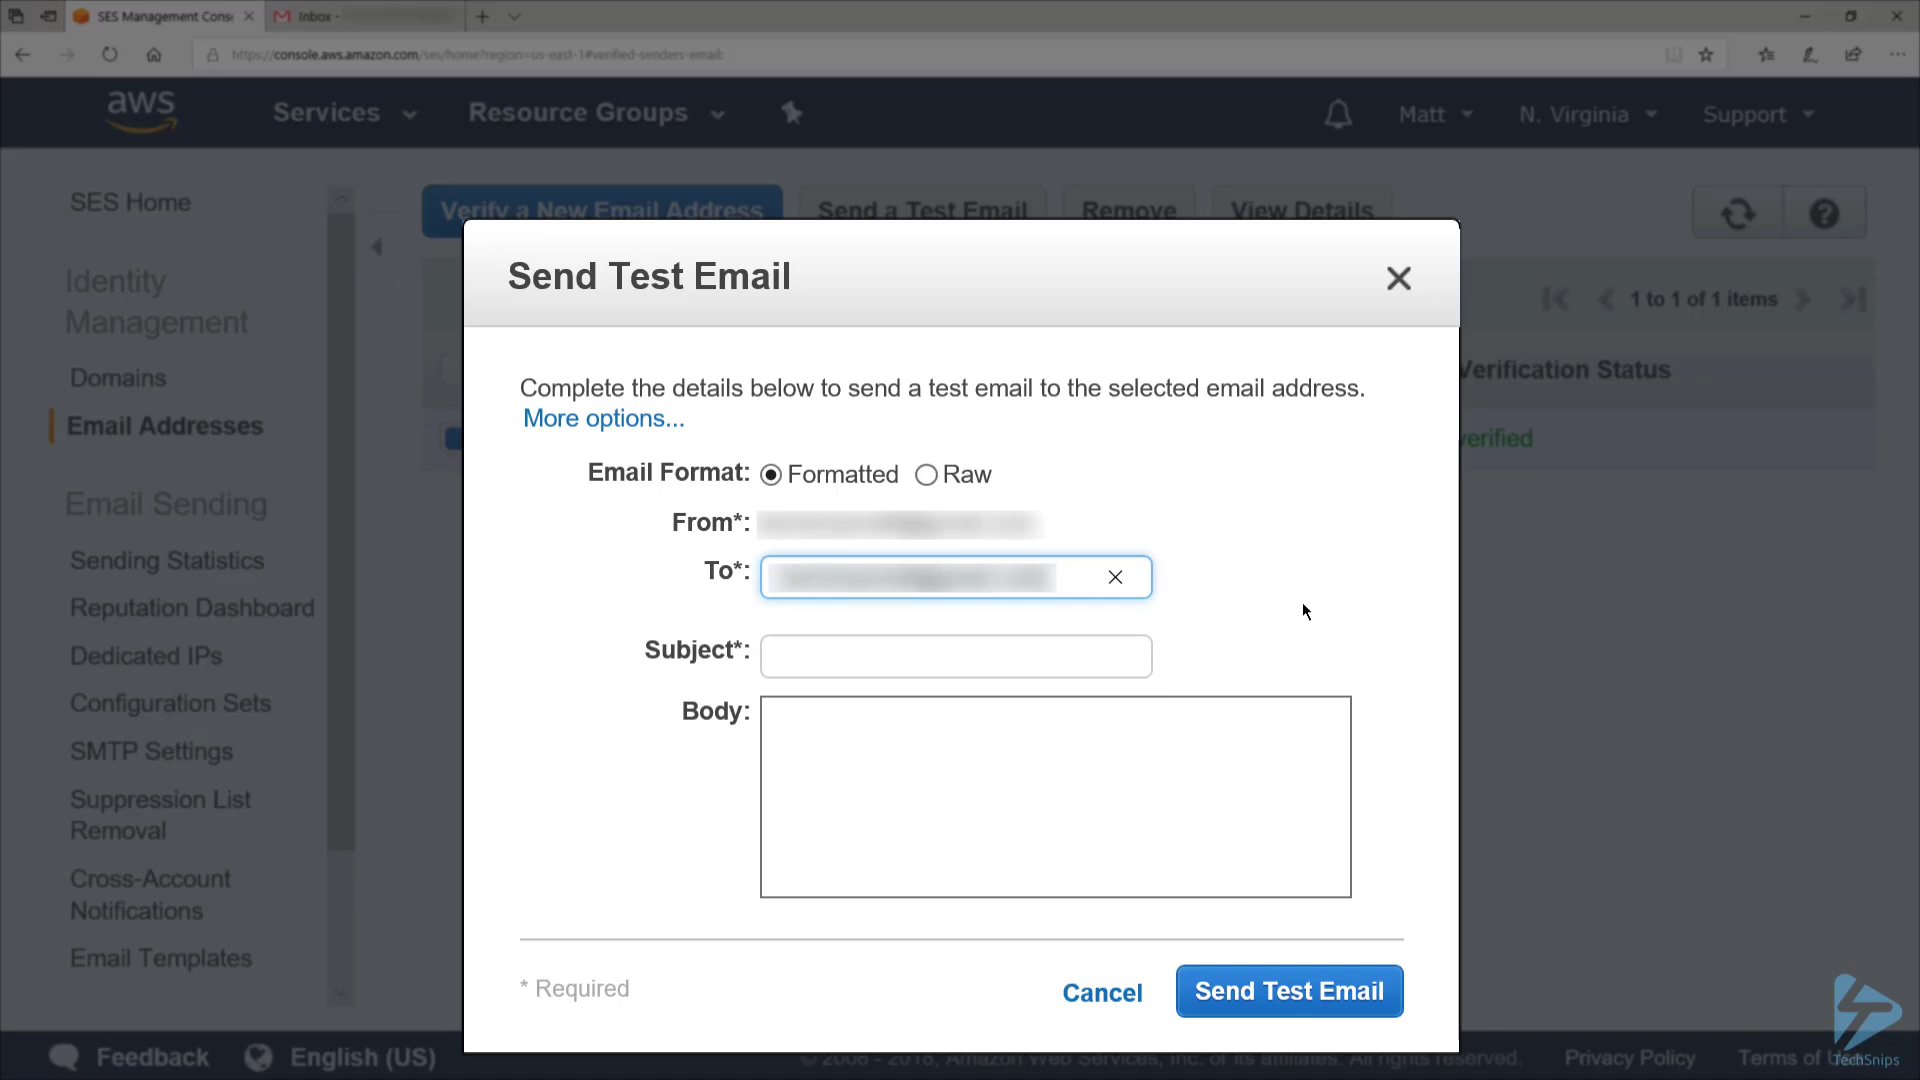 SES Management Cons
Inbox -
https://console.aws.amazon.com/ses/home?region=us-east-1#verified-senders-email:
aws
Services
Resource Groups
Matt
N. Virginia
Support
SES Home
Identity
Management
Domains
Email Addresses
Email Sending
Sending Statistics
Reputation Dashboard
Dedicated IPs
Configuration Sets
SMTP Settings
Suppression List
Removal
Cross-Account
Notifications
Email Templates
Verify a New Email Address
Send a Test Email
Remove
View Details
1 to 1 of 1 items
Verification Status
verified
Send Test Email
Complete the details below to send a test email to the selected email address.
More options...
Email Format: Formatted Raw
From*:
To*:
Subject*:
Body:
* Required
Cancel
Send Test Email
Feedback
English (US)
© 2008 - 2018, Amazon Web Services, Inc. or its affiliates. All rights reserved.
Privacy Policy
Terms of
TechSnips